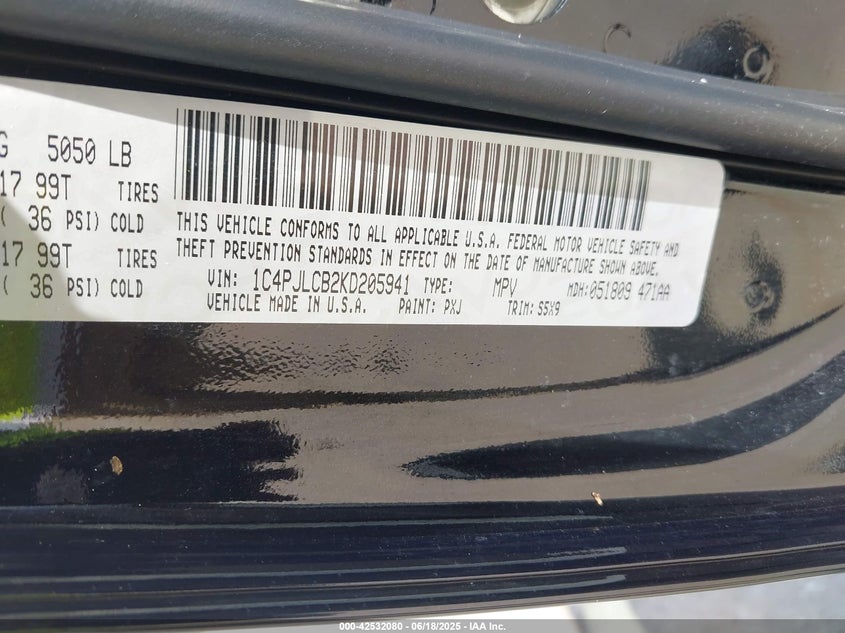 G 5050 LB
17 99T TIRES
( 36 PSI) COLD
17 99T TIRES
( 36 PSI) COLD
THIS VEHICLE CONFORMS TO ALL APPLICABLE U.S.A. FEDERAL MOTOR VEHICLE SAFETY AND
THEFT PREVENTION STANDARDS IN EFFECT ON THE DATE OF MANUFACTURE SHOWN ABOVE.
VIN: 1C4PJLCB2KD205941 TYPE: MPV MDH:051809 471AA
VEHICLE MADE IN U.S.A. PAINT: PXJ TRIM: S5X9
000-42532080 - 06/18/2025 - IAA Inc.